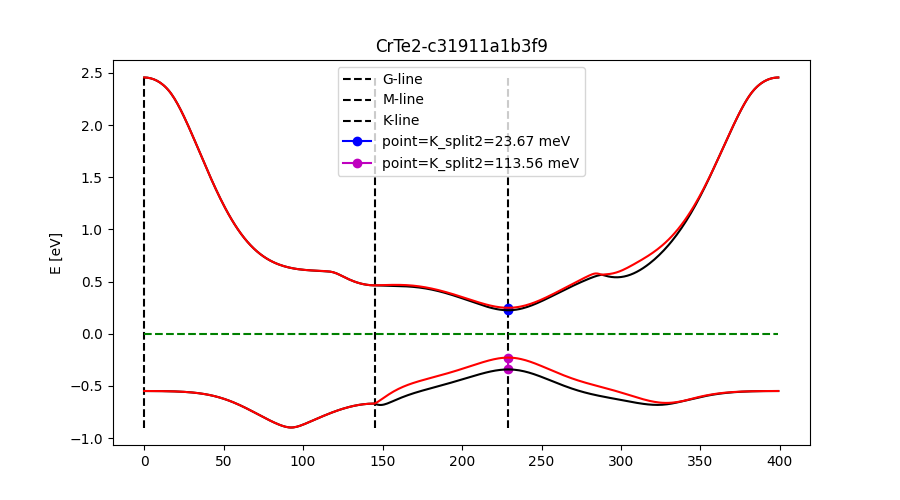 CrTe2-c31911a1b3f9
G-line
M-line
K-line
point=K_split2=23.67 meV
point=K_split2=113.56 meV
E [eV]
2.5
2.0
1.5
1.0
0.5
0.0
−0.5
−1.0
0 50 100 150 200 250 300 350 400